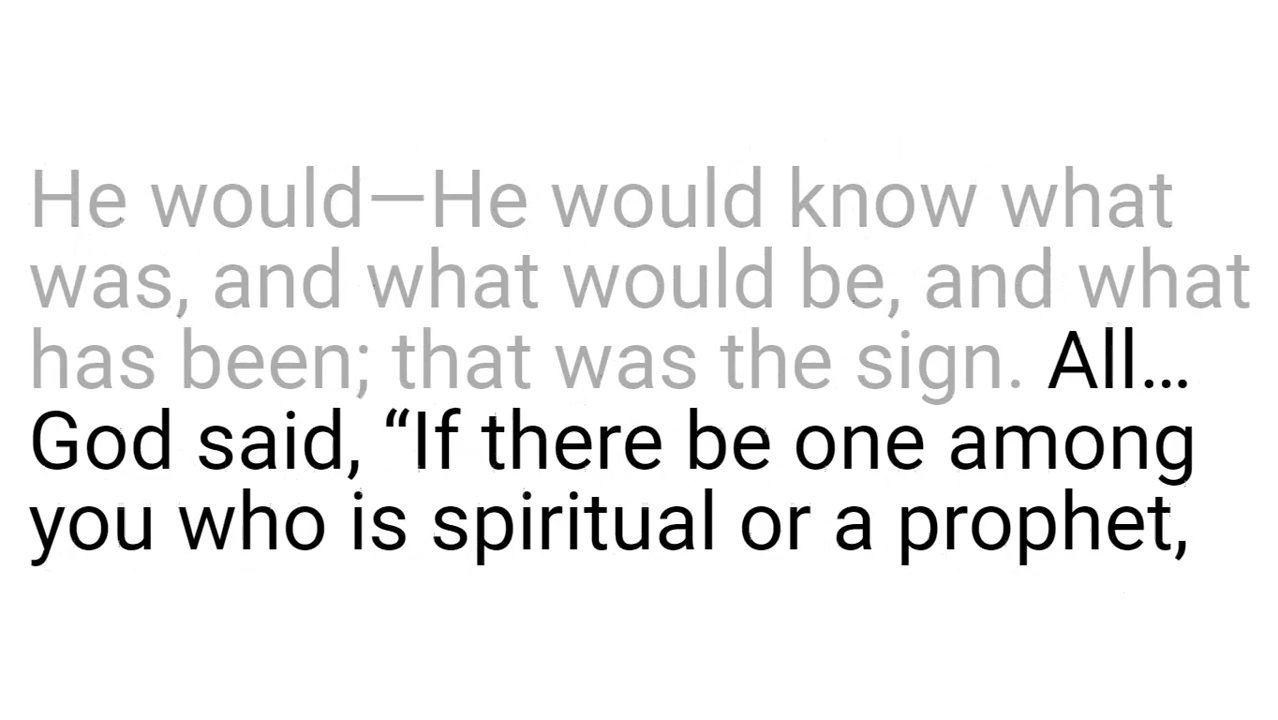 He would—He would know what
was, and what would be, and what
has been; that was the sign. All…
God said, “If there be one among
you who is spiritual or a prophet,